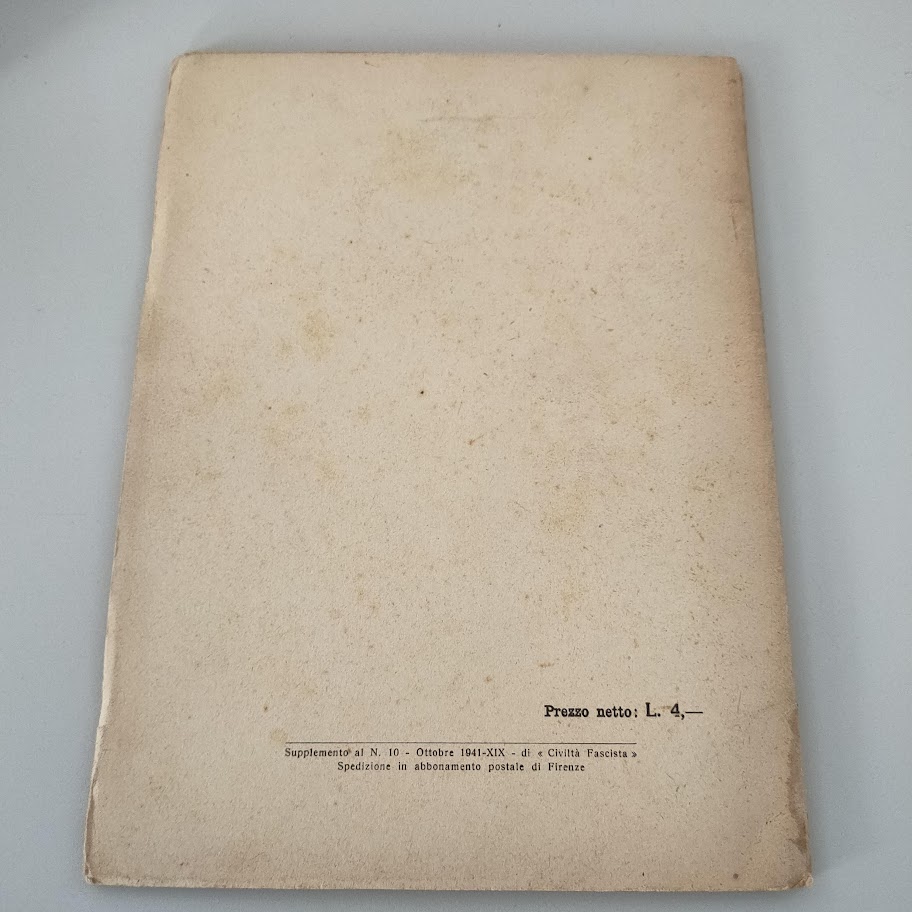 Prezzo netto: L. 4,—
Supplemento al N. 10 - Ottobre 1941-XIX - di « Civiltà Fascista »
Spedizione in abbonamento postale di Firenze